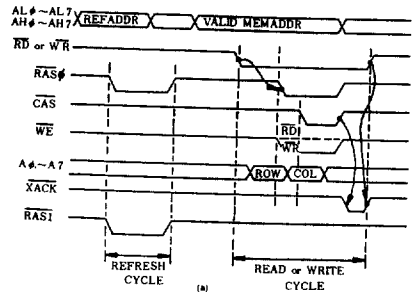 ALϕ~AL7
AHϕ~AH7
REFADDR
VALID MEMADDR
RD or WR
RASϕ
CAS
WE
RD
WR
Aϕ~A7
ROW
COL
XACK
RAS1
REFRESH
CYCLE
READ or WRITE
CYCLE
(a)